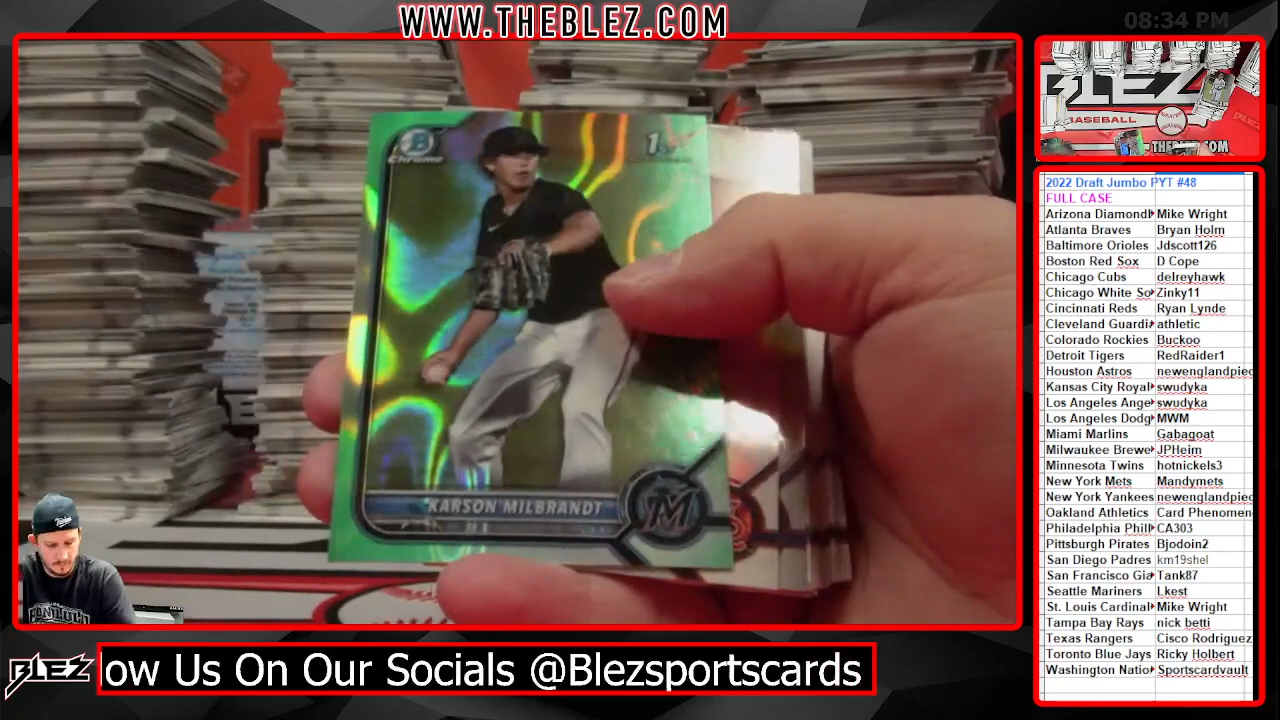 WWW.THEBLEZ.COM
08:34 PM
Chrome
1st
KARSON MILBRANDT
M
BLEZ
BASEBALL
THEBLEZ.COM
2022 Draft Jumbo PYT #48
FULL CASE
Arizona Diamondb Mike Wright
Atlanta Braves Bryan Holm
Baltimore Orioles Jdscott126
Boston Red Sox D Cope
Chicago Cubs delreyhawk
Chicago White So Zinky11
Cincinnati Reds Ryan Lynde
Cleveland Guardi athletic
Colorado Rockies Buckoo
Detroit Tigers RedRaider1
Houston Astros newenglandpiec
Kansas City Royal swudyka
Los Angeles Ange swudyka
Los Angeles Dodg MWM
Miami Marlins Gabagoat
Milwaukee Brewe JPHeim
Minnesota Twins hotnickels3
New York Mets Mandymets
New York Yankees newenglandpiec
Oakland Athletics Card Phenomen
Philadelphia Phill CA303
Pittsburgh Pirates Bjodoin2
San Diego Padres km19shel
San Francisco Gia Tank87
Seattle Mariners Lkest
St. Louis Cardinal Mike Wright
Tampa Bay Rays nick betti
Texas Rangers Cisco Rodriguez
Toronto Blue Jays Ricky Holbert
Washington Natio Sportscardvault
BLEZ
ow Us On Our Socials @Blezsportscards